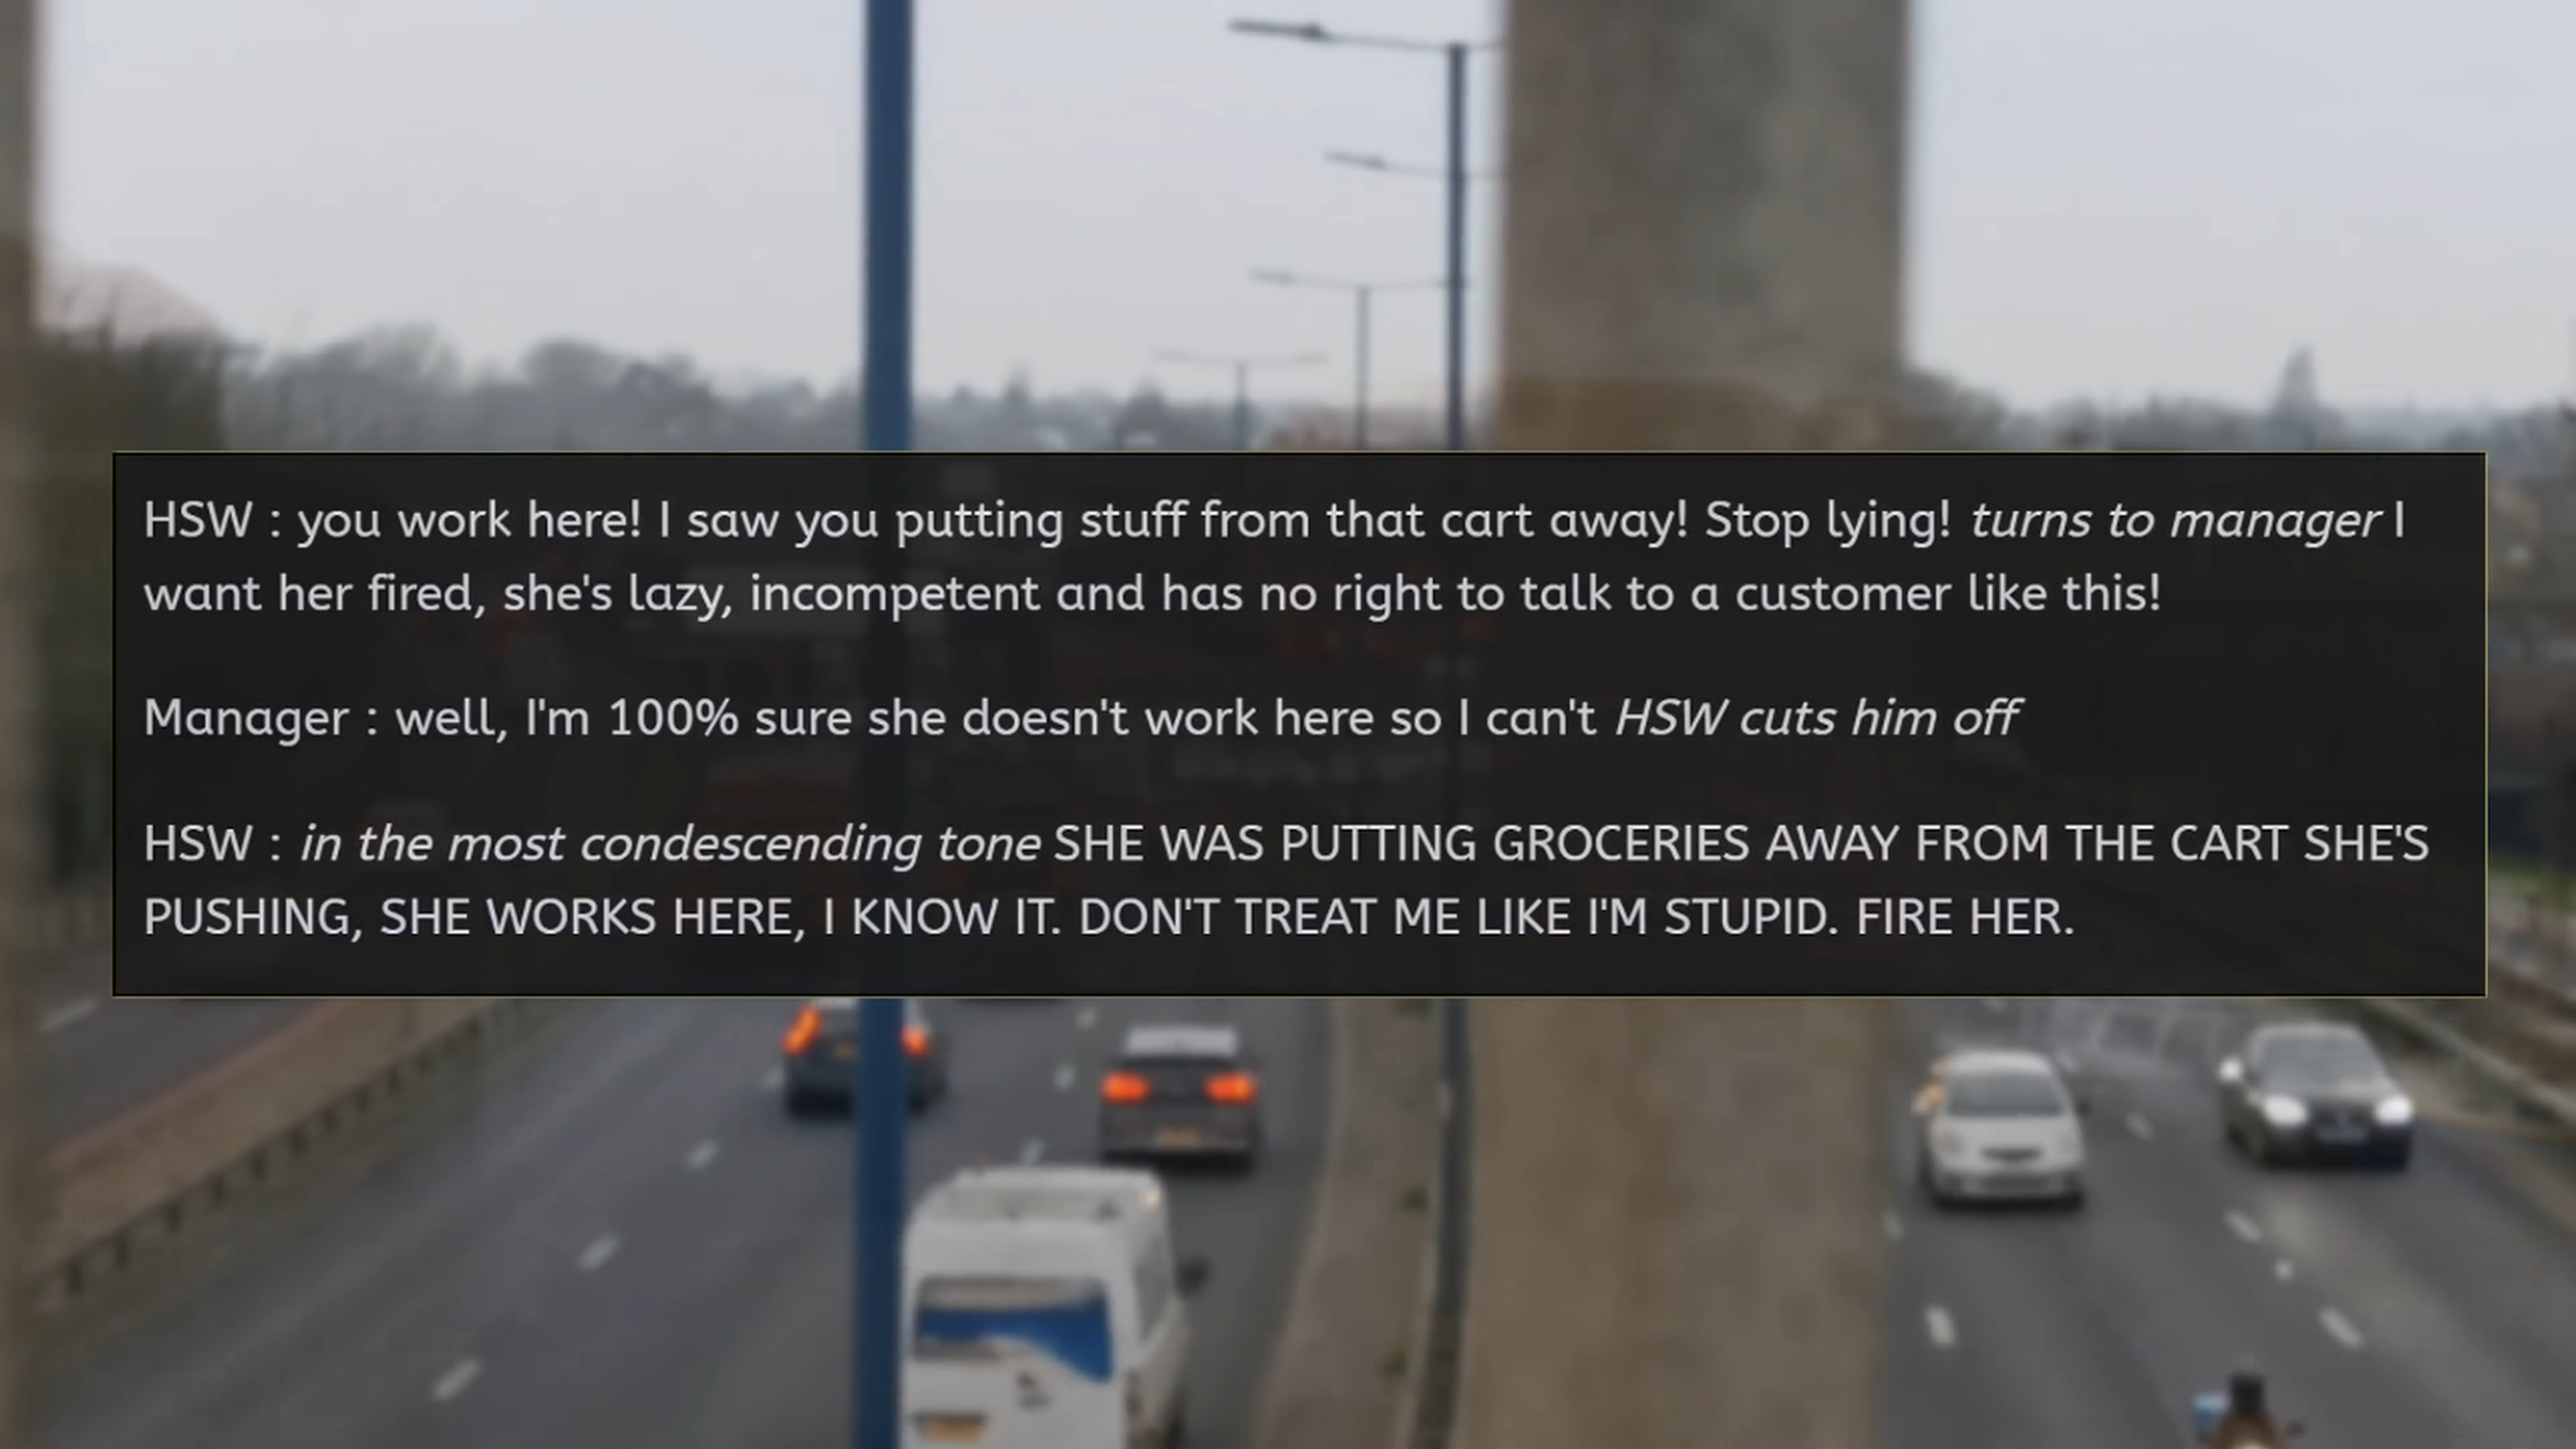 HSW : you work here! I saw you putting stuff from that cart away! Stop lying! turns to manager I
want her fired, she's lazy, incompetent and has no right to talk to a customer like this!
Manager : well, I'm 100% sure she doesn't work here so I can't HSW cuts him off
HSW : in the most condescending tone SHE WAS PUTTING GROCERIES AWAY FROM THE CART SHE'S
PUSHING, SHE WORKS HERE, I KNOW IT. DON'T TREAT ME LIKE I'M STUPID. FIRE HER.